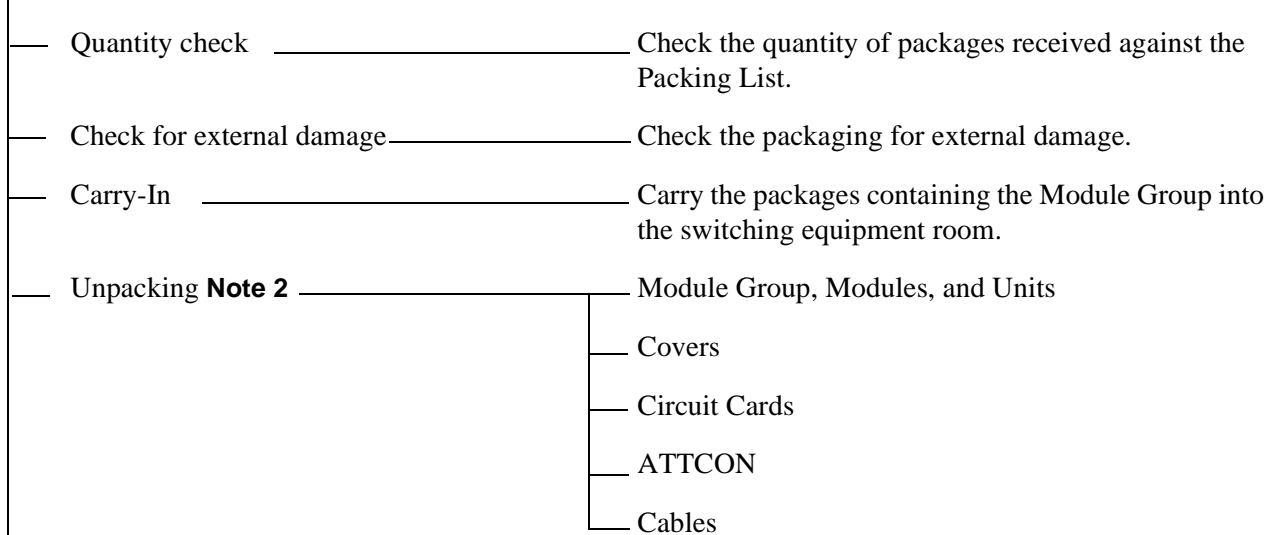 Quantity check Check the quantity of packages received against the
Packing List.
Check for external damage Check the packaging for external damage.
Carry-In Carry the packages containing the Module Group into
the switching equipment room.
Unpacking Note 2 Module Group, Modules, and Units
Covers
Circuit Cards
ATTCON
Cables